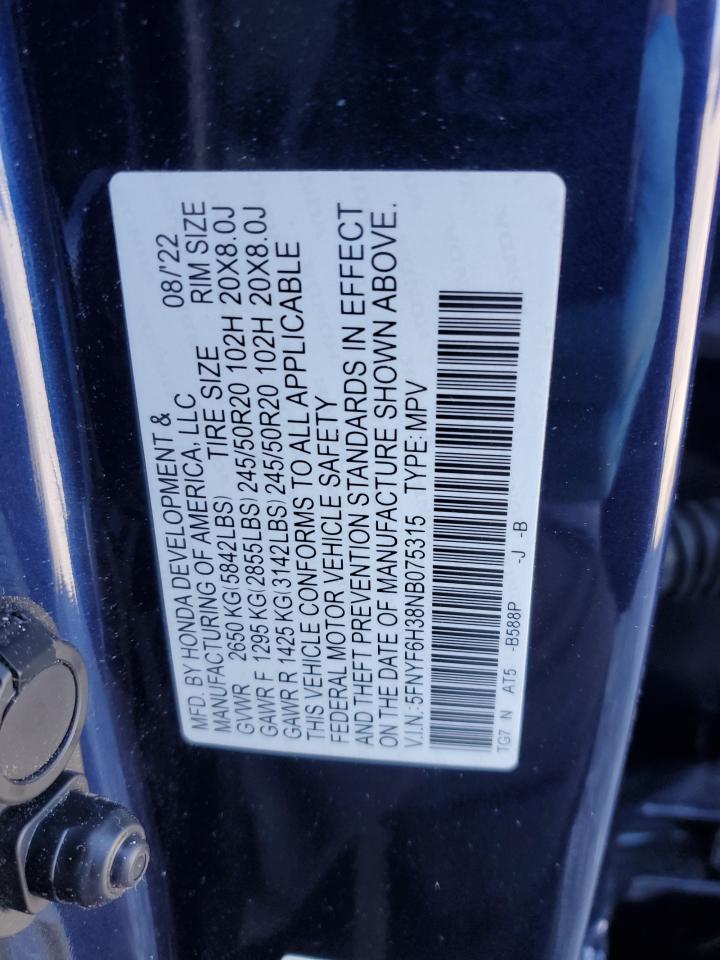 MFD. BY HONDA DEVELOPMENT & 08/'22
MANUFACTURING OF AMERICA, LLC
TIRE SIZE RIM SIZE
GVWR 2650 KG(5842LBS)
GAWR F 1295 KG(2855LBS) 245/50R20 102H 20X8.0J
GAWR R 1425 KG(3142LBS) 245/50R20 102H 20X8.0J
THIS VEHICLE CONFORMS TO ALL APPLICABLE
FEDERAL MOTOR VEHICLE SAFETY
AND THEFT PREVENTION STANDARDS IN EFFECT
ON THE DATE OF MANUFACTURE SHOWN ABOVE.
V.I.N.:5FNYF6H38NB075315 TYPE:MPV
TG7 N AT5 -B588P -J -B